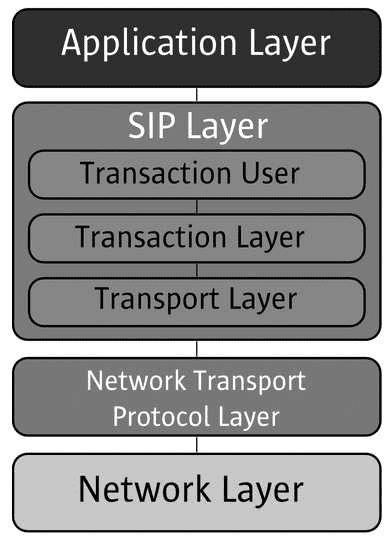 Application Layer
SIP Layer
Transaction User
Transaction Layer
Transport Layer
Network Transport
Protocol Layer
Network Layer